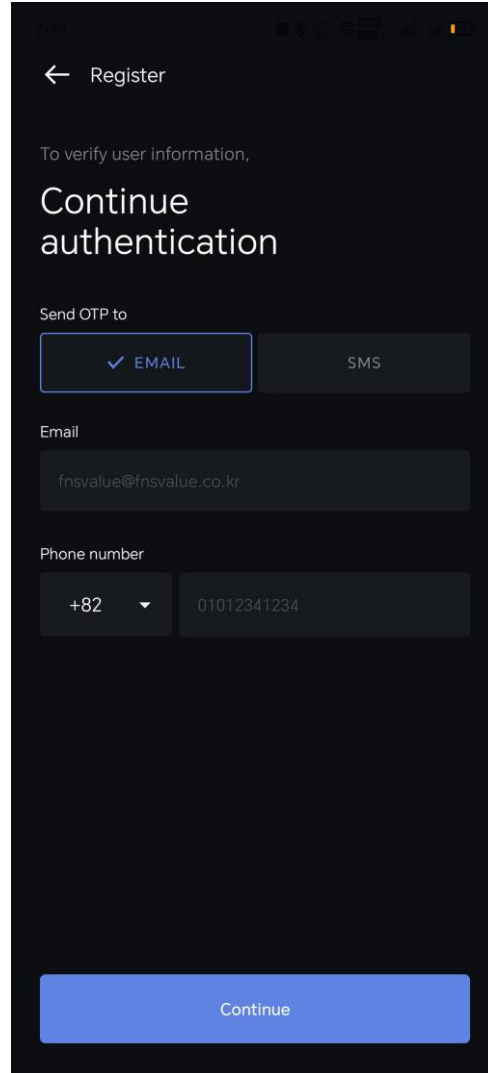 Register
To verify user information,
Continue
authentication
Send OTP to
EMAIL
SMS
Email
fnsvalue@fnsvalue.co.kr
Phone number
+82
01012341234
Continue